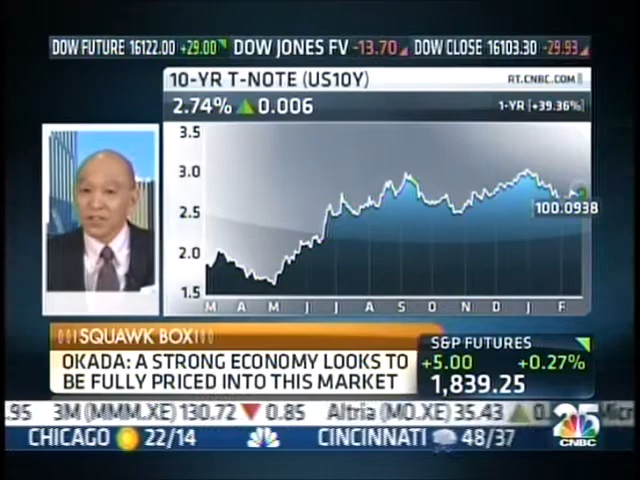 DOW FUTURE 16122.00 +29.00 DOW JONES FV -13.70 DOW CLOSE 16103.30 -29.93
10-YR T-NOTE (US10Y) RT.CNBC.COM
2.74% 0.006 1-YR [+39.36%]
3.5
3.0
2.5
2.0
1.5
100.0938
M A M J J A S O N D J F
SQUAWK BOX
OKADA: A STRONG ECONOMY LOOKS TO
BE FULLY PRICED INTO THIS MARKET
S&P FUTURES
+5.00 +0.27%
1,839.25
.95 3M (MMM.XE) 130.72 0.85 Altria (MO.XE) 35.43 0.
25
CNBC
CHICAGO 22/14 CINCINNATI 48/37